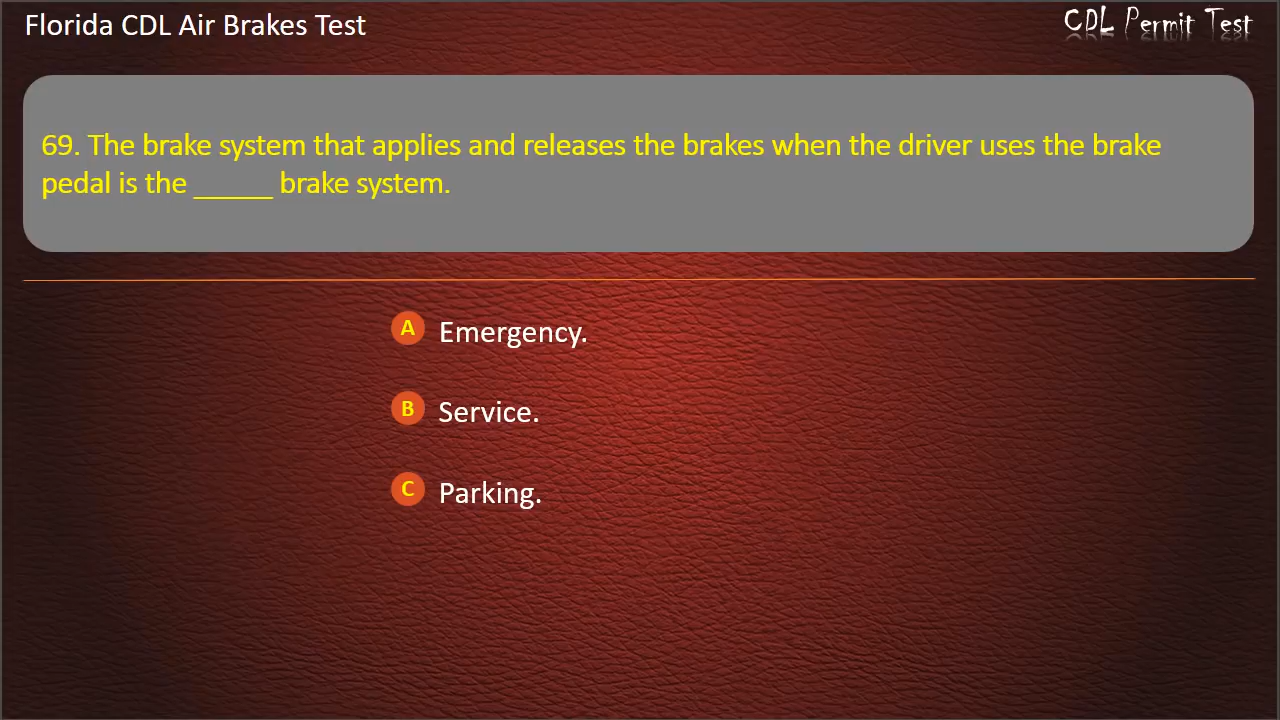 Florida CDL Air Brakes Test
CDL Permit Test
69. The brake system that applies and releases the brakes when the driver uses the brake
pedal is the _____ brake system.
A Emergency.
B Service.
C Parking.